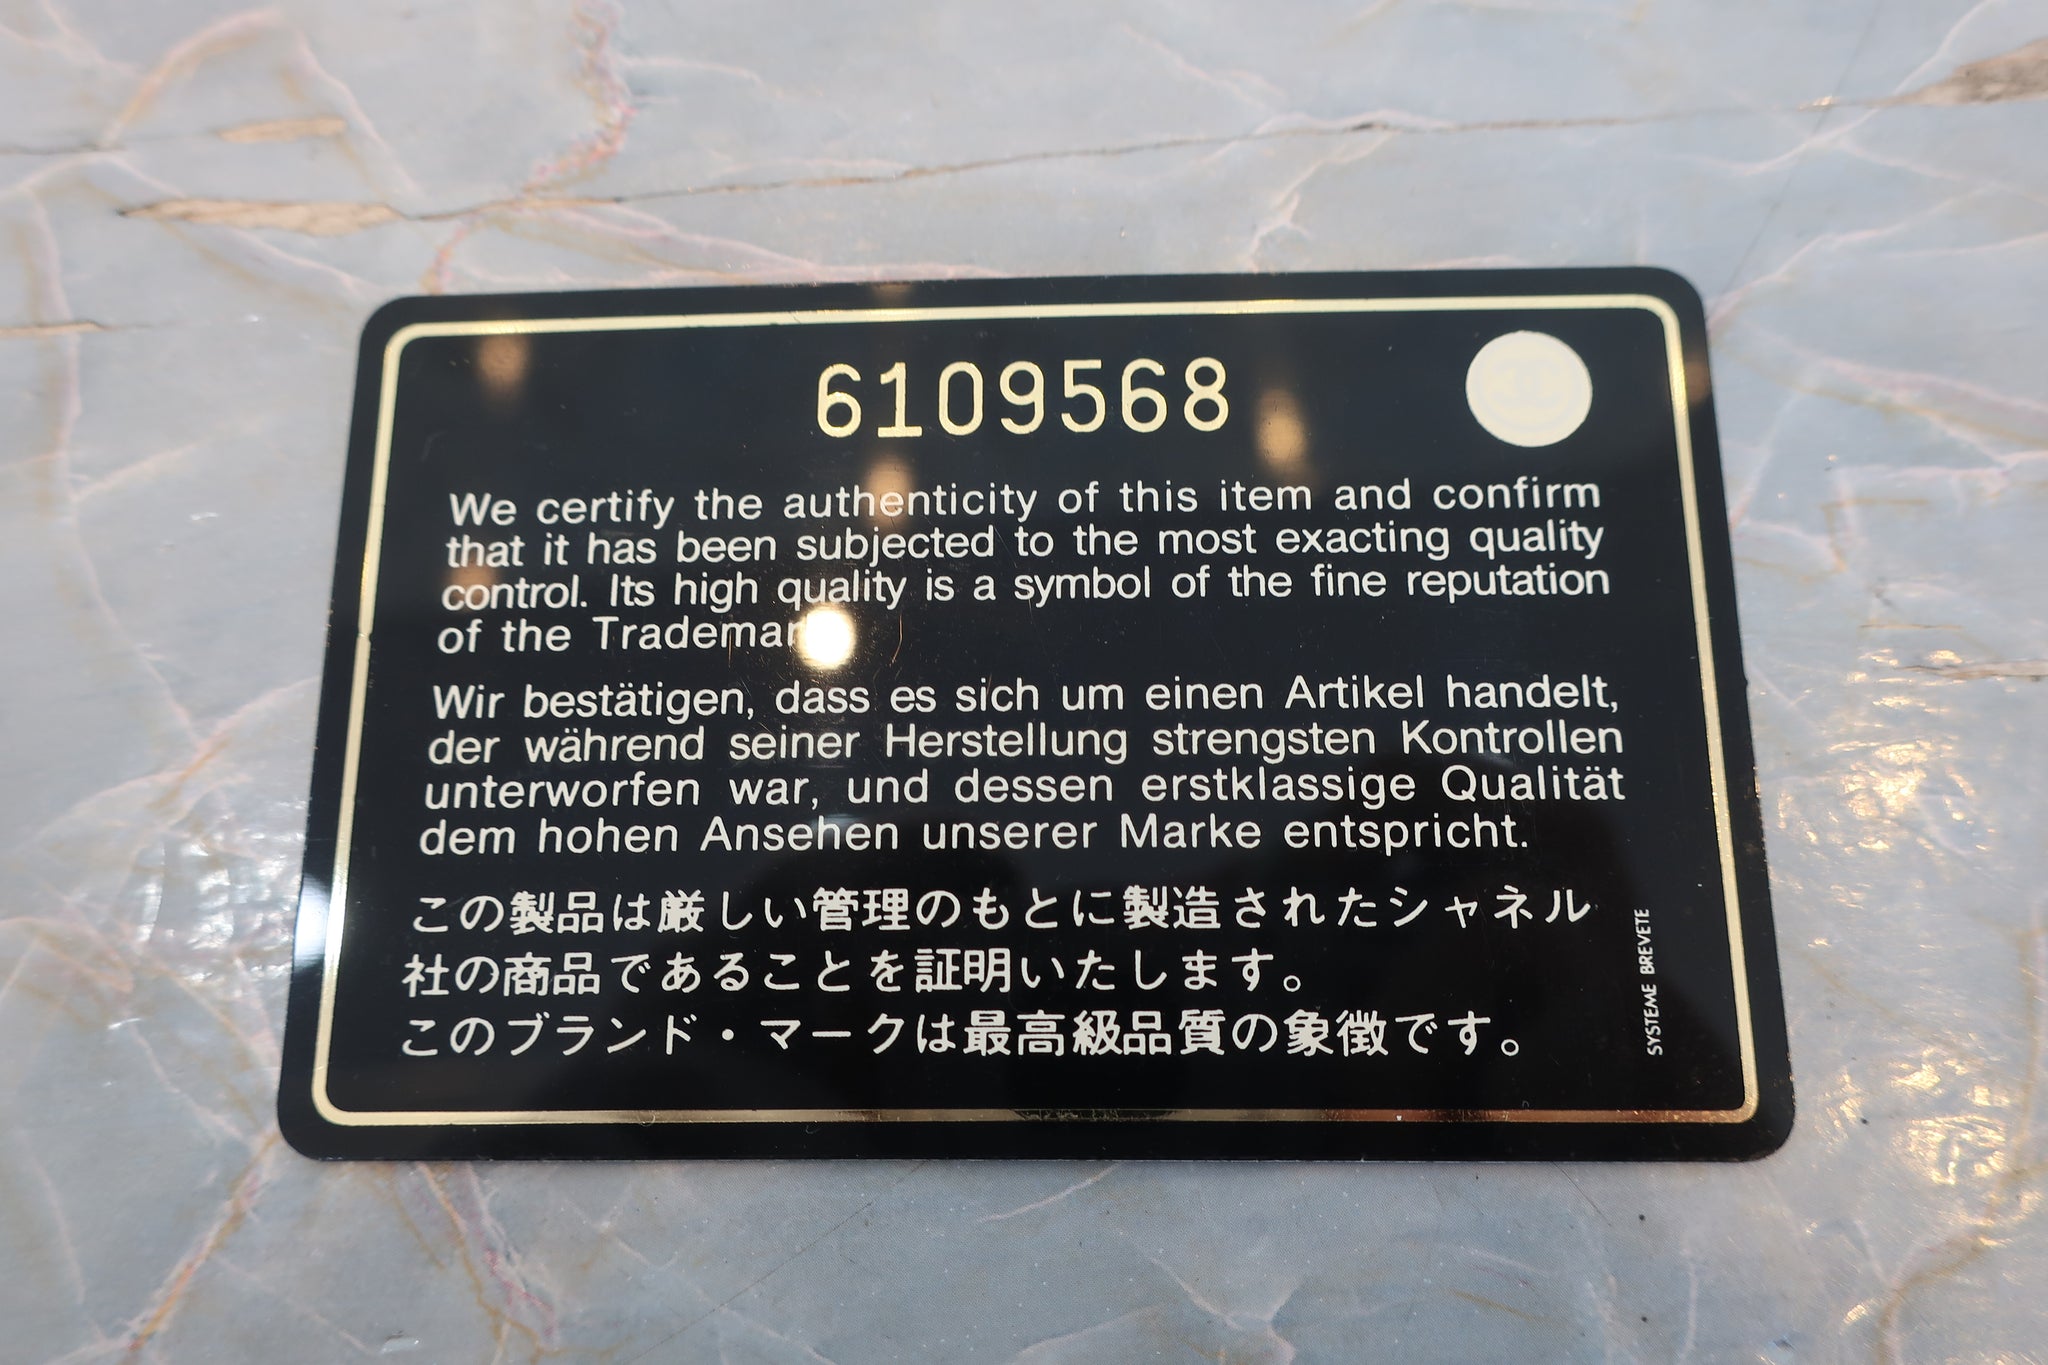 6109568
We certify the authenticity of this item and confirm
that it has been subjected to the most exacting quality
control. Its high quality is a symbol of the fine reputation
of the
Wir bestätigen, dass es sich um einen Artikel handelt,
der während seiner Herstellung strengsten Kontrollen
unterworfen war, und dessen erstklassige Qualität
dem hohen Ansehen unserer Marke entspricht.
この製品は厳しい管理のもとに製造されたシャネル
社の商品であることを証明いたします。
このブランド・マークは最高級品質の象徴です。
SYSTEME BREVETE